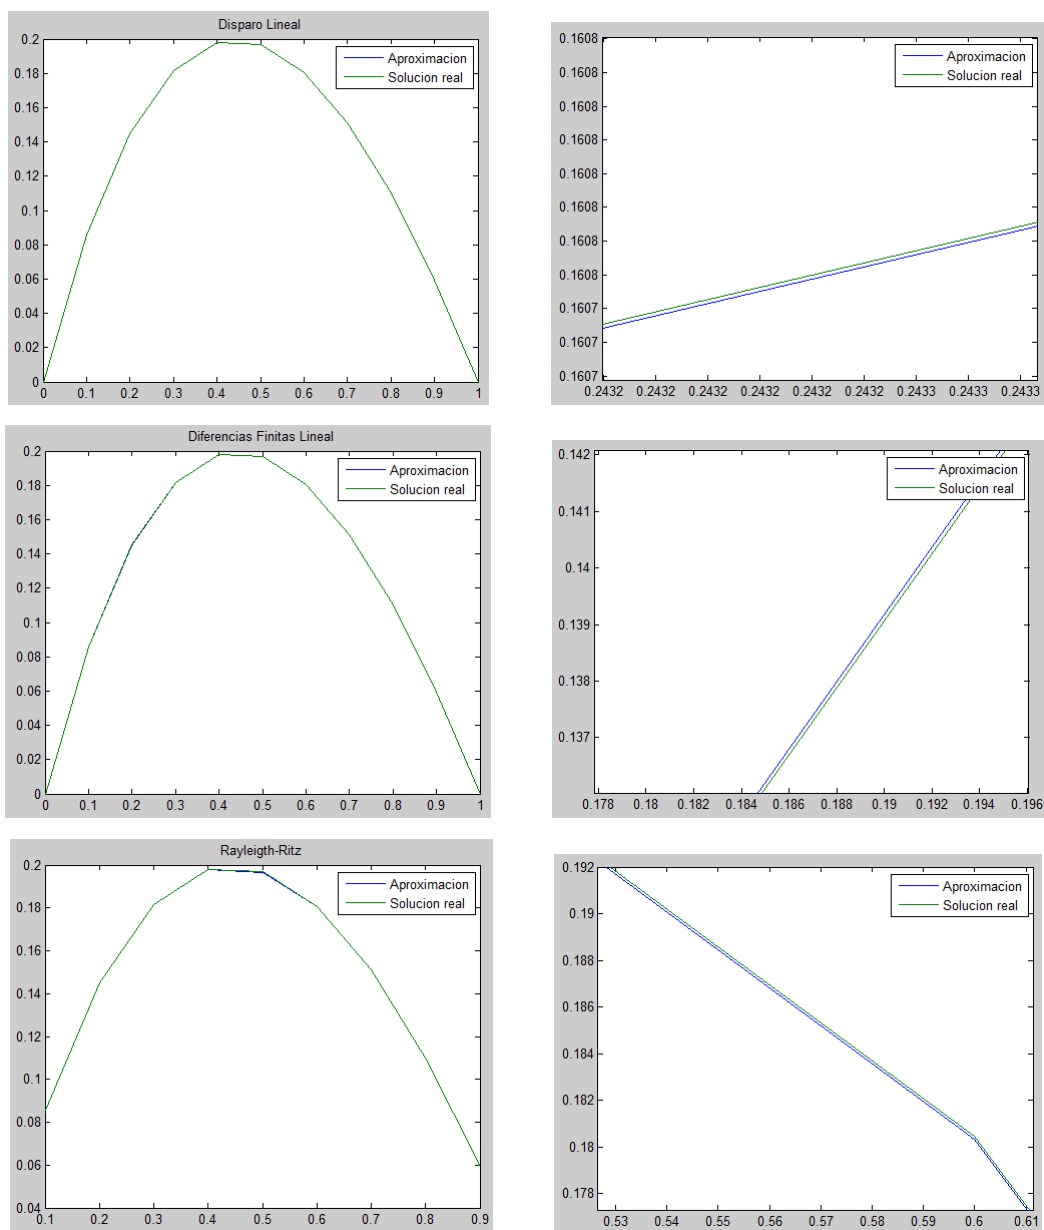 Disparo Lineal
0.2
0.18
0.16
0.14
0.12
0.1
0.08
0.06
0.04
0.02
0
0 0.1 0.2 0.3 0.4 0.5 0.6 0.7 0.8 0.9 1
Aproximacion
Solucion real
0.1608
0.1608
0.1608
0.1608
0.1608
0.1608
0.1608
0.1608
0.1607
0.1607
0.1607
0.2432 0.2432 0.2432 0.2432 0.2432 0.2432 0.2433 0.2433 0.2433
Aproximacion
Solucion real
Diferencias Finitas Lineal
0.2
0.18
0.16
0.14
0.12
0.1
0.08
0.06
0.04
0.02
0
0 0.1 0.2 0.3 0.4 0.5 0.6 0.7 0.8 0.9 1
Aproximacion
Solucion real
0.142
0.141
0.14
0.139
0.138
0.137
0.178 0.18 0.182 0.184 0.186 0.188 0.19 0.192 0.194 0.196
Aproximacion
Solucion real
Rayleigth-Ritz
0.2
0.18
0.16
0.14
0.12
0.1
0.08
0.06
0.04
0.1 0.2 0.3 0.4 0.5 0.6 0.7 0.8 0.9
Aproximacion
Solucion real
0.192
0.19
0.188
0.186
0.184
0.182
0.18
0.178
0.53 0.54 0.55 0.56 0.57 0.58 0.59 0.6 0.61
Aproximacion
Solucion real